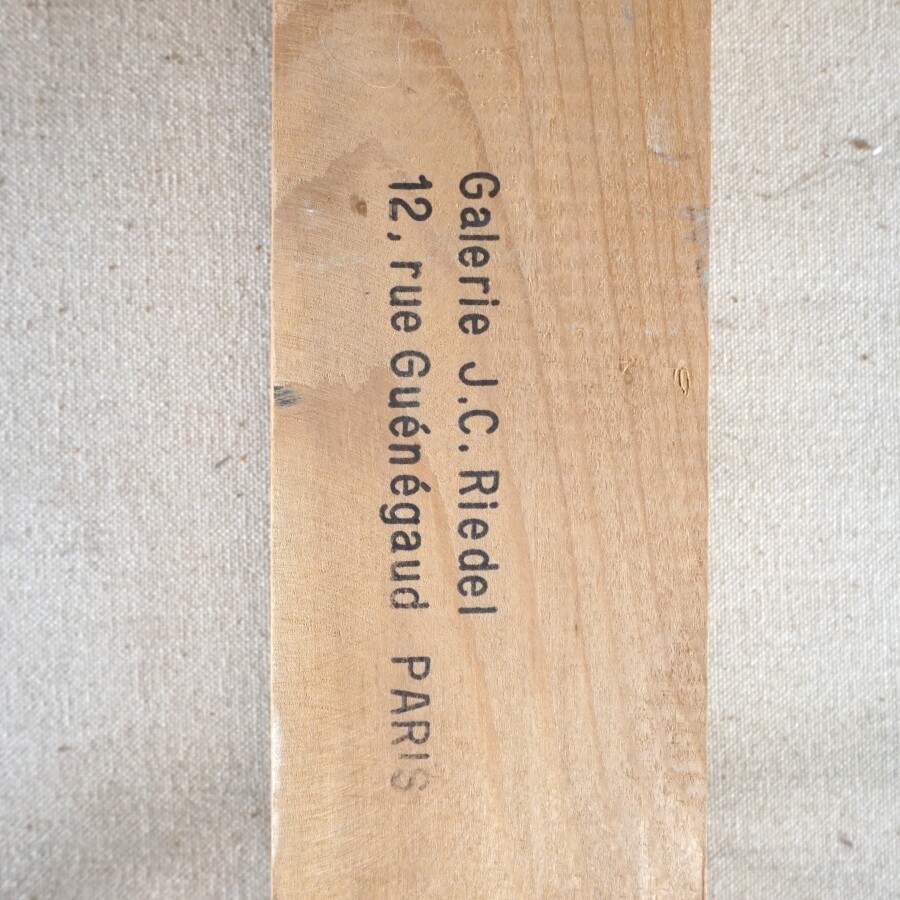 Galerie J.C. Riedel
12, rue Guénégaud PARIS